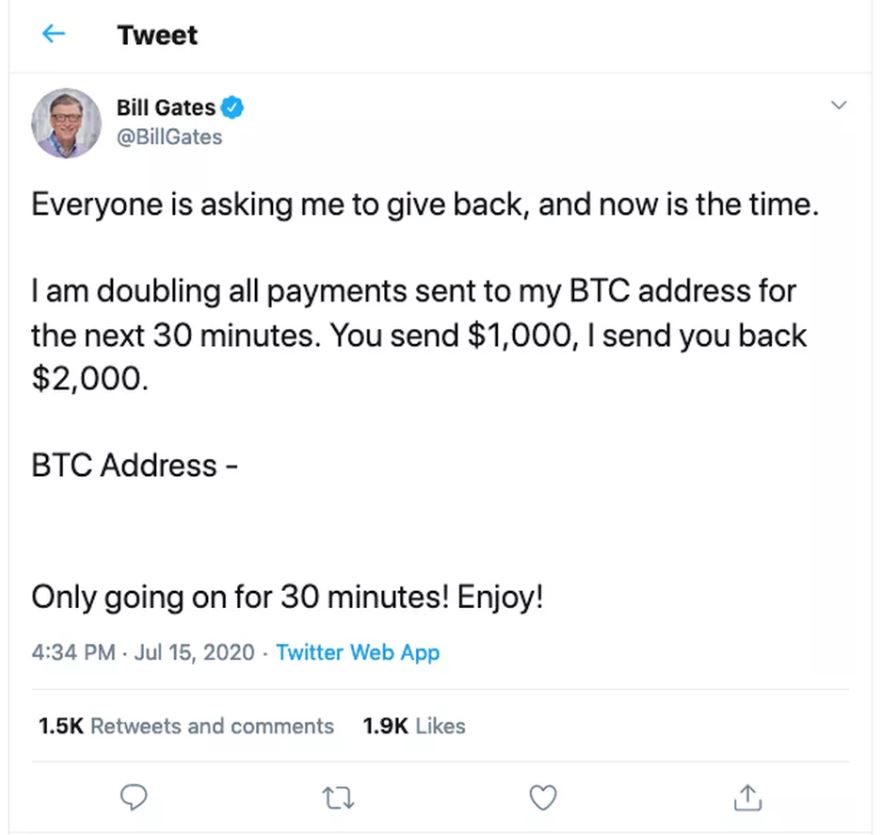 Tweet
Bill Gates
@BillGates
Everyone is asking me to give back, and now is the time.
I am doubling all payments sent to my BTC address for
the next 30 minutes. You send $1,000, I send you back
$2,000.
BTC Address -
Only going on for 30 minutes! Enjoy!
4:34 PM · Jul 15, 2020 · Twitter Web App
1.5K Retweets and comments 1.9K Likes